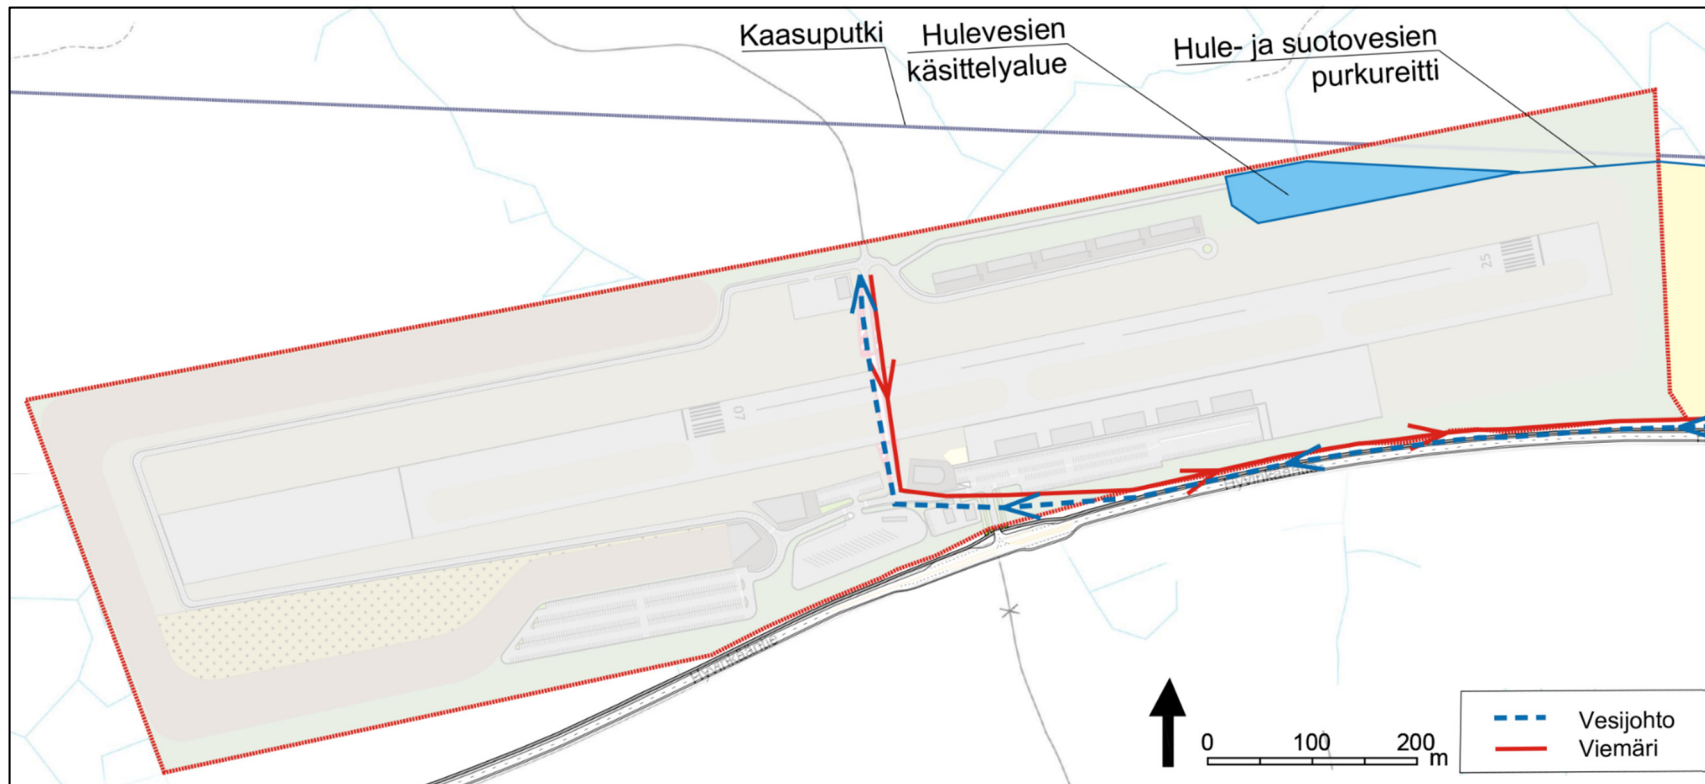 Kaasuputki
Hulevesien
käsittelyalue
Hule- ja suotovesien
purkureitti
25
07
0 100 200
m
Vesijohto
Viemäri